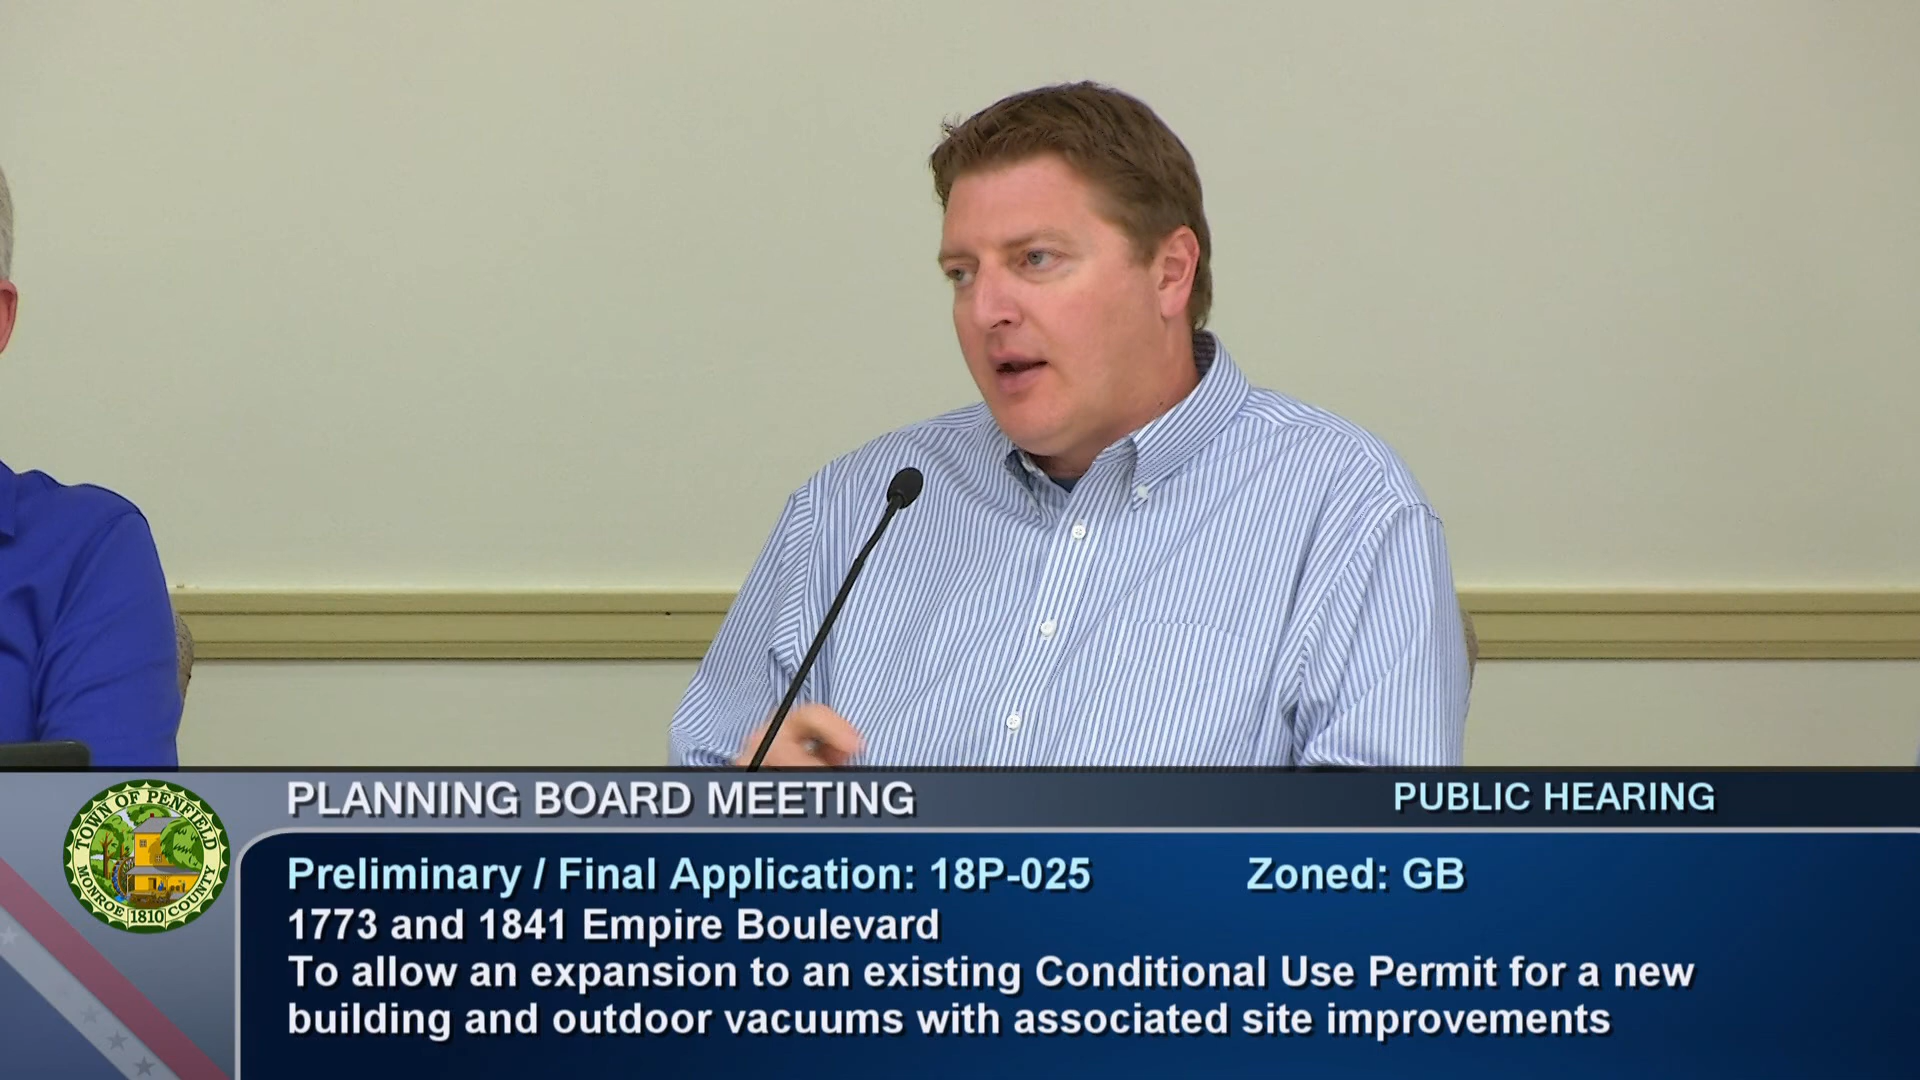 PLANNING BOARD MEETING
PUBLIC HEARING
TOWN OF PENFIELD
MONROE 1810 COUNTY
Preliminary / Final Application: 18P-025
Zoned: GB
1773 and 1841 Empire Boulevard
To allow an expansion to an existing Conditional Use Permit for a new
building and outdoor vacuums with associated site improvements